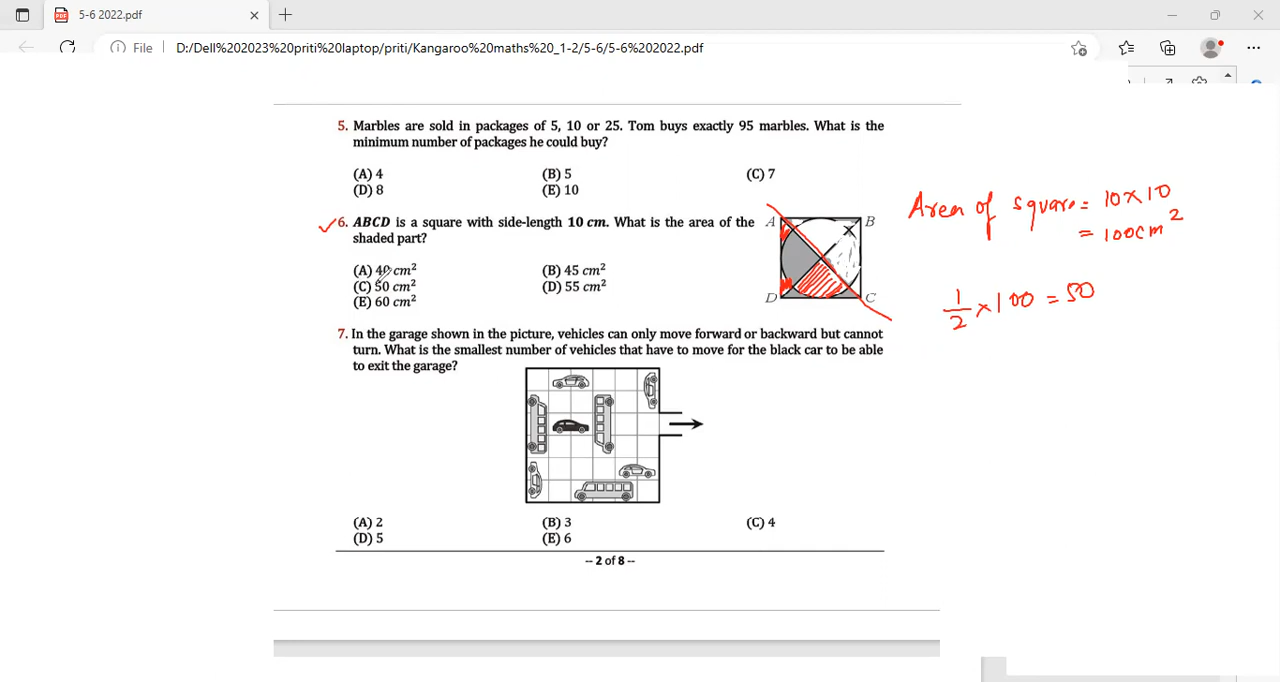 5-6 2022.pdf
File D:/Dell%202023%20priti%20laptop/priti/Kangaroo%20maths%20_1-2/5-6/5-6%202022.pdf
5. Marbles are sold in packages of 5, 10 or 25. Tom buys exactly 95 marbles. What is the
minimum number of packages he could buy?
(A) 4 (B) 5 (C) 7
(D) 8 (E) 10
6. ABCD is a square with side-length 10 cm. What is the area of the
shaded part?
(A) 40 cm² (B) 45 cm²
(C) 50 cm² (D) 55 cm²
(E) 60 cm²
A B
D C
Area of square = 10 × 10
= 100 cm²
1/2 × 100 = 50
7. In the garage shown in the picture, vehicles can only move forward or backward but cannot
turn. What is the smallest number of vehicles that have to move for the black car to be able
to exit the garage?
(A) 2 (B) 3 (C) 4
(D) 5 (E) 6
-- 2 of 8 --